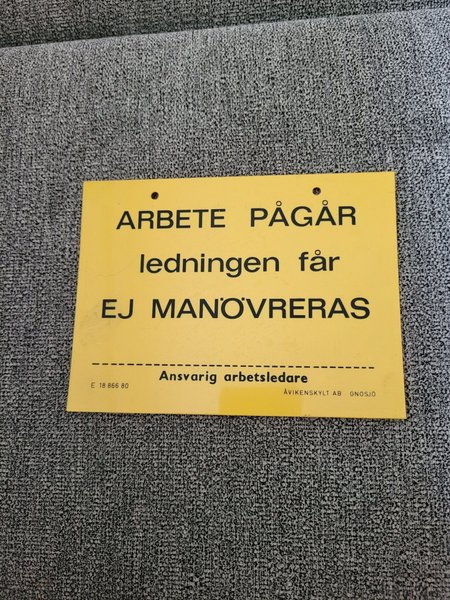 ARBETE PÅGÅR
ledningen får
EJ MANÖVRERAS
Ansvarig arbetsledare
E 18 866 80
ÅVIKENSKYLT AB GNOSJÖ